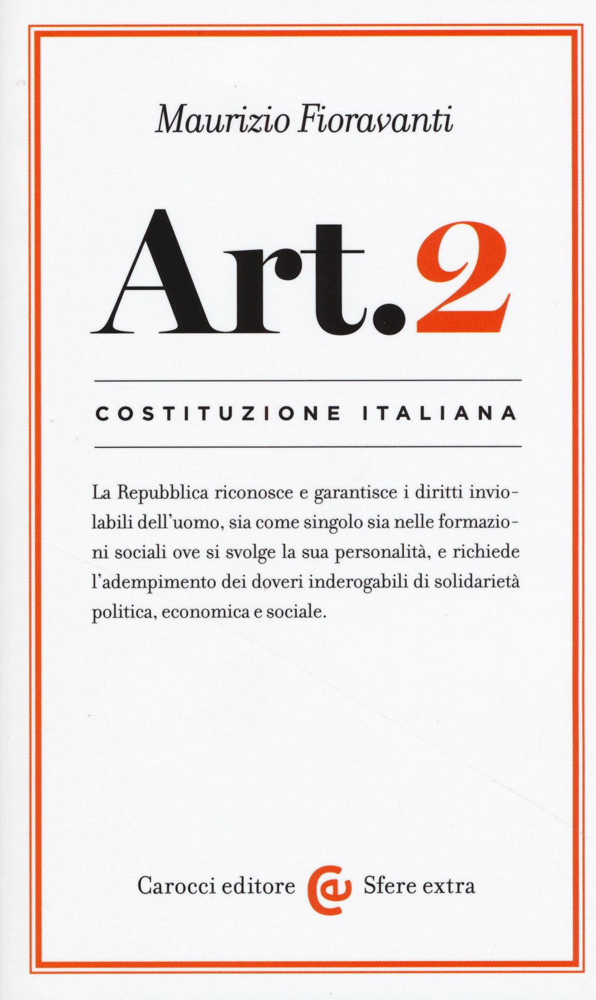 Maurizio Fioravanti
Art.2
COSTITUZIONE ITALIANA
La Repubblica riconosce e garantisce i diritti invio-
labili dell’uomo, sia come singolo sia nelle formazio-
ni sociali ove si svolge la sua personalità, e richiede
l’adempimento dei doveri inderogabili di solidarietà
politica, economica e sociale.
Carocci editore Sfere extra